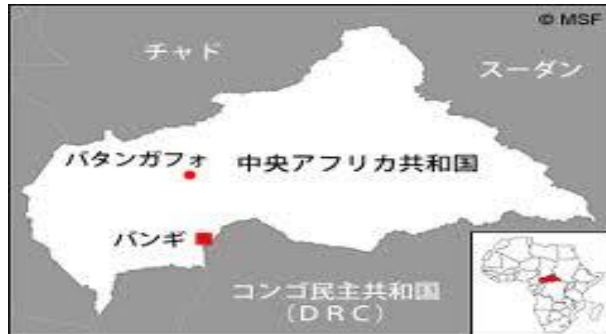 © MSF
チャド
スーダン
バタンガフォ
中央アフリカ共和国
バンギ
コンゴ民主共和国
(DRC)